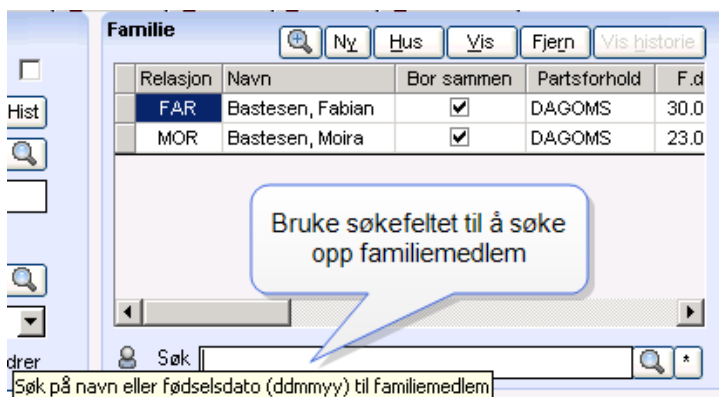 Familie
Ny Hus Vis Fjern Vis historie
Relasjon Navn Bor sammen Partsforhold F.d
Hist
FAR Bastesen, Fabian DAGOMS 30.0
MOR Bastesen, Moira DAGOMS 23.0
Bruke søkefeltet til å søke
opp familiemedlem
drer
Søk *
Søk på navn eller fødselsdato (ddmmyy) til familiemedlem